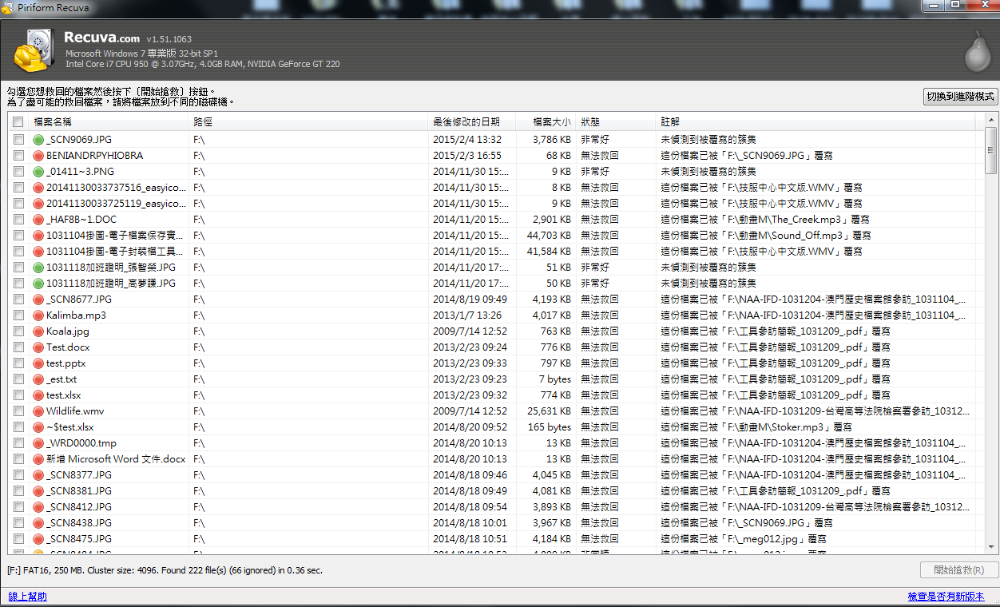 Piriform Recuva
Recuva.com v1.51.1063
Microsoft Windows 7 專業版 32-bit SP1
Intel Core i7 CPU 950 @ 3.07GHz, 4.0GB RAM, NVIDIA GeForce GT 220
勾選您想救回的檔案然後按下〔開始搶救〕按鈕。
為了盡可能的救回檔案，請將檔案放到不同的磁碟機。
切換到進階模式
檔案名稱 路徑 最後修改的日期 檔案大小 狀態 註解
_SCN9069.JPG F:\ 2015/2/4 13:32 3,786 KB 非常好 未偵測到被覆寫的簇集
BENIANDRPYHIOBRA F:\ 2015/2/3 16:55 68 KB 無法救回 這份檔案已被「F:\_SCN9069.JPG」覆寫
_01411~3.PNG F:\ 2014/11/30 15:... 9 KB 非常好 未偵測到被覆寫的簇集
20141130033737516_easyico... F:\ 2014/11/30 15:... 8 KB 無法救回 這份檔案已被「F:\技服中心中文版.WMV」覆寫
20141130033725119_easyico... F:\ 2014/11/30 15:... 9 KB 無法救回 這份檔案已被「F:\技服中心中文版.WMV」覆寫
_HAF8B~1.DOC F:\ 2014/11/20 15:... 2,901 KB 無法救回 這份檔案已被「F:\動畫M\The_Creek.mp3」覆寫
1031104掛圖-電子檔案保存實... F:\ 2014/11/20 15:... 44,703 KB 無法救回 這份檔案已被「F:\動畫M\Sound_Off.mp3」覆寫
1031104掛圖-電子封裝檔工具... F:\ 2014/11/20 15:... 41,584 KB 無法救回 這份檔案已被「F:\技服中心中文版.WMV」覆寫
1031118加班證明_張智榮.JPG F:\ 2014/11/20 17:... 51 KB 非常好 未偵測到被覆寫的簇集
1031118加班證明_高夢謙.JPG F:\ 2014/11/20 17:... 50 KB 非常好 未偵測到被覆寫的簇集
_SCN8677.JPG F:\ 2014/8/19 09:49 4,193 KB 無法救回 這份檔案已被「F:\NAA-IFD-1031204-澳門歷史檔案館參訪_1031104_...
Kalimba.mp3 F:\ 2013/1/7 13:26 4,017 KB 無法救回 這份檔案已被「F:\NAA-IFD-1031204-澳門歷史檔案館參訪_1031104_...
Koala.jpg F:\ 2009/7/14 12:52 763 KB 無法救回 這份檔案已被「F:\工具參訪簡報_1031209_.pdf」覆寫
Test.docx F:\ 2013/2/23 09:24 776 KB 無法救回 這份檔案已被「F:\工具參訪簡報_1031209_.pdf」覆寫
test.pptx F:\ 2013/2/23 09:33 797 KB 無法救回 這份檔案已被「F:\工具參訪簡報_1031209_.pdf」覆寫
_est.txt F:\ 2013/2/23 09:23 7 bytes 無法救回 這份檔案已被「F:\工具參訪簡報_1031209_.pdf」覆寫
test.xlsx F:\ 2013/2/23 09:32 774 KB 無法救回 這份檔案已被「F:\工具參訪簡報_1031209_.pdf」覆寫
Wildlife.wmv F:\ 2009/7/14 12:52 25,631 KB 無法救回 這份檔案已被「F:\NAA-IFD-1031209-台灣高等法院檢察署參訪_10312...
~$test.xlsx F:\ 2014/8/20 09:52 165 bytes 無法救回 這份檔案已被「F:\動畫M\Stoker.mp3」覆寫
_WRD0000.tmp F:\ 2014/8/20 10:13 13 KB 無法救回 這份檔案已被「F:\NAA-IFD-1031204-澳門歷史檔案館參訪_1031104_...
新增 Microsoft Word 文件.docx F:\ 2014/8/20 10:13 13 KB 無法救回 這份檔案已被「F:\NAA-IFD-1031204-澳門歷史檔案館參訪_1031104_...
_SCN8377.JPG F:\ 2014/8/18 09:46 4,045 KB 無法救回 這份檔案已被「F:\NAA-IFD-1031204-澳門歷史檔案館參訪_1031104_...
_SCN8381.JPG F:\ 2014/8/18 09:49 4,081 KB 無法救回 這份檔案已被「F:\工具參訪簡報_1031209_.pdf」覆寫
_SCN8412.JPG F:\ 2014/8/18 09:54 3,893 KB 無法救回 這份檔案已被「F:\NAA-IFD-1031209-台灣高等法院檢察署參訪_10312...
_SCN8438.JPG F:\ 2014/8/18 10:01 3,967 KB 無法救回 這份檔案已被「F:\_SCN9069.JPG」覆寫
_SCN8475.JPG F:\ 2014/8/18 10:51 4,184 KB 無法救回 這份檔案已被「F:\_meg012.jpg」覆寫
[F:] FAT16, 250 MB. Cluster size: 4096. Found 222 file(s) (66 ignored) in 0.36 sec.
開始搶救(R)
線上幫助
檢查是否有新版本